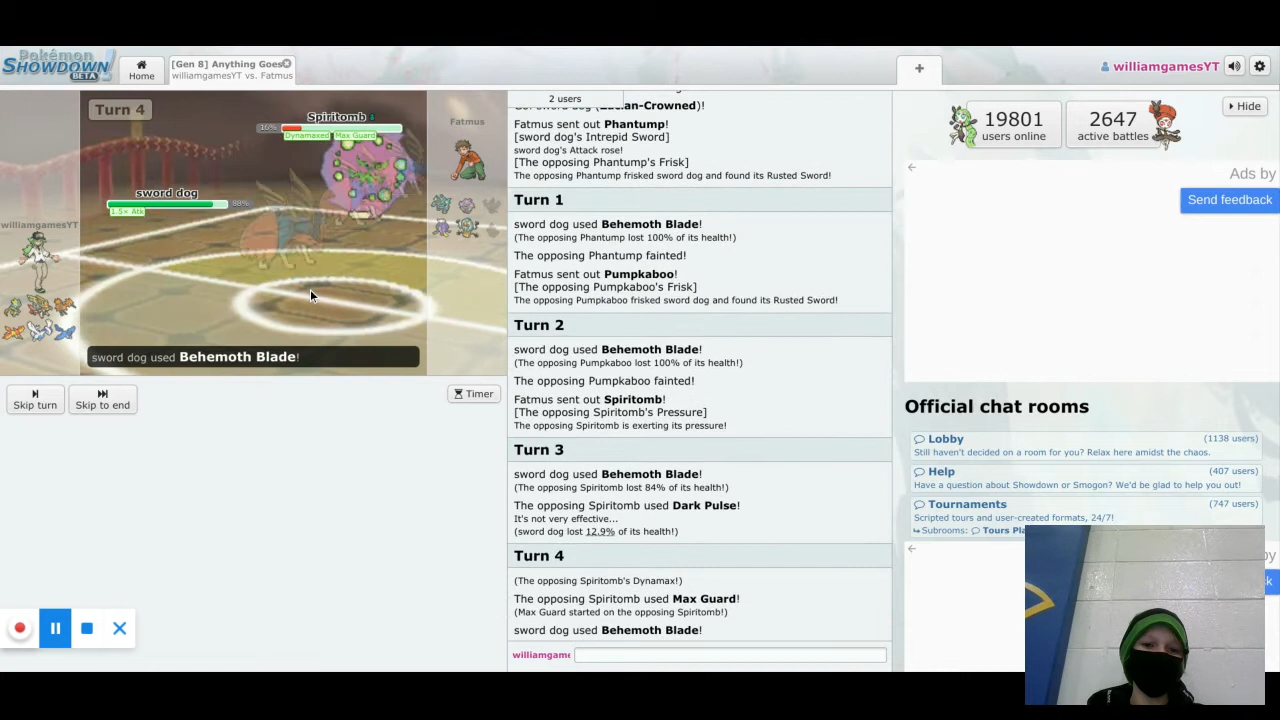 Pokémon
SHOWDOWN
BETA
Home
[Gen 8] Anything Goes
williamgamesYT vs. Fatmus
+
williamgamesYT
Turn 4
Spiritomb
16%
Dynamaxed Max Guard
Fatmus
sword dog
88%
1.5× Atk
williamgamesYT
sword dog used Behemoth Blade!
Skip turn
Skip to end
Timer
2 users
Fatmus sent out Phantump!
[sword dog's Intrepid Sword]
sword dog's Attack rose!
[The opposing Phantump's Frisk]
The opposing Phantump frisked sword dog and found its Rusted Sword!
Turn 1
sword dog used Behemoth Blade!
(The opposing Phantump lost 100% of its health!)
The opposing Phantump fainted!
Fatmus sent out Pumpkaboo!
[The opposing Pumpkaboo's Frisk]
The opposing Pumpkaboo frisked sword dog and found its Rusted Sword!
Turn 2
sword dog used Behemoth Blade!
(The opposing Pumpkaboo lost 100% of its health!)
The opposing Pumpkaboo fainted!
Fatmus sent out Spiritomb!
[The opposing Spiritomb's Pressure]
The opposing Spiritomb is exerting its pressure!
Turn 3
sword dog used Behemoth Blade!
(The opposing Spiritomb lost 84% of its health!)
The opposing Spiritomb used Dark Pulse!
It's not very effective...
(sword dog lost 12.9% of its health!)
Turn 4
(The opposing Spiritomb's Dynamax!)
The opposing Spiritomb used Max Guard!
(Max Guard started on the opposing Spiritomb!)
sword dog used Behemoth Blade!
williamgame
19801
users online
2647
active battles
Hide
Ads by
Send feedback
Official chat rooms
Lobby (1138 users)
Still haven't decided on a room for you? Relax here amidst the chaos.
Help (407 users)
Have a question about Showdown or Smogon? We'd be glad to help you out!
Tournaments (747 users)
Scripted tours and user-created formats, 24/7!
Subrooms: Tours Pla